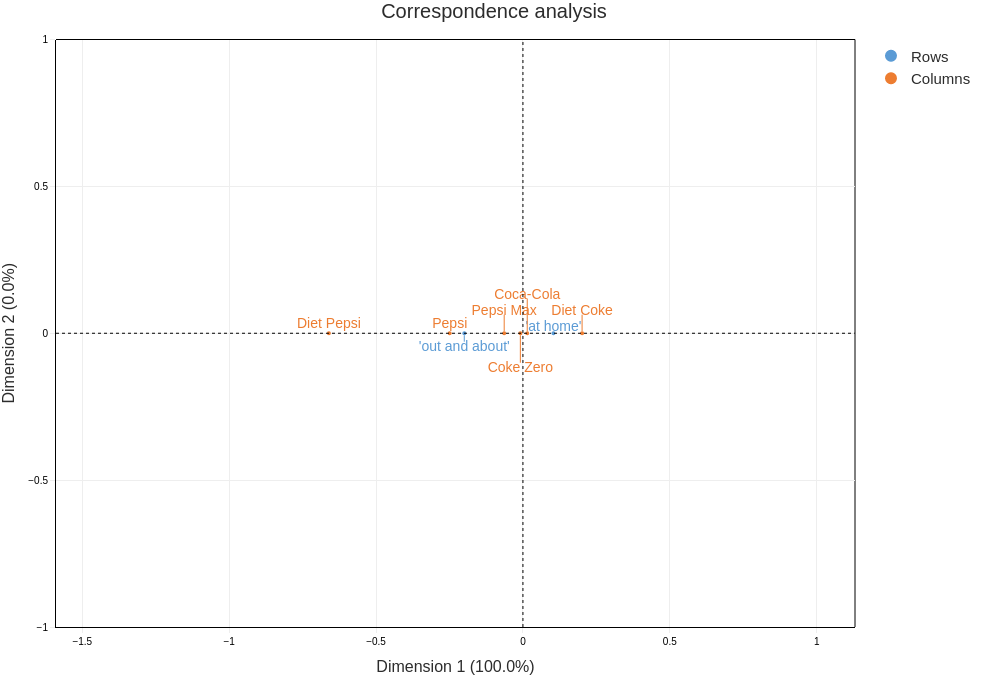 Correspondence analysis
Rows
Columns
1
0.5
0
−0.5
−1
Dimension 2 (0.0%)
Coca-Cola
Pepsi Max
Diet Coke
Diet Pepsi
Pepsi
'at home'
'out and about'
Coke Zero
−1.5
−1
−0.5
0
0.5
1
Dimension 1 (100.0%)